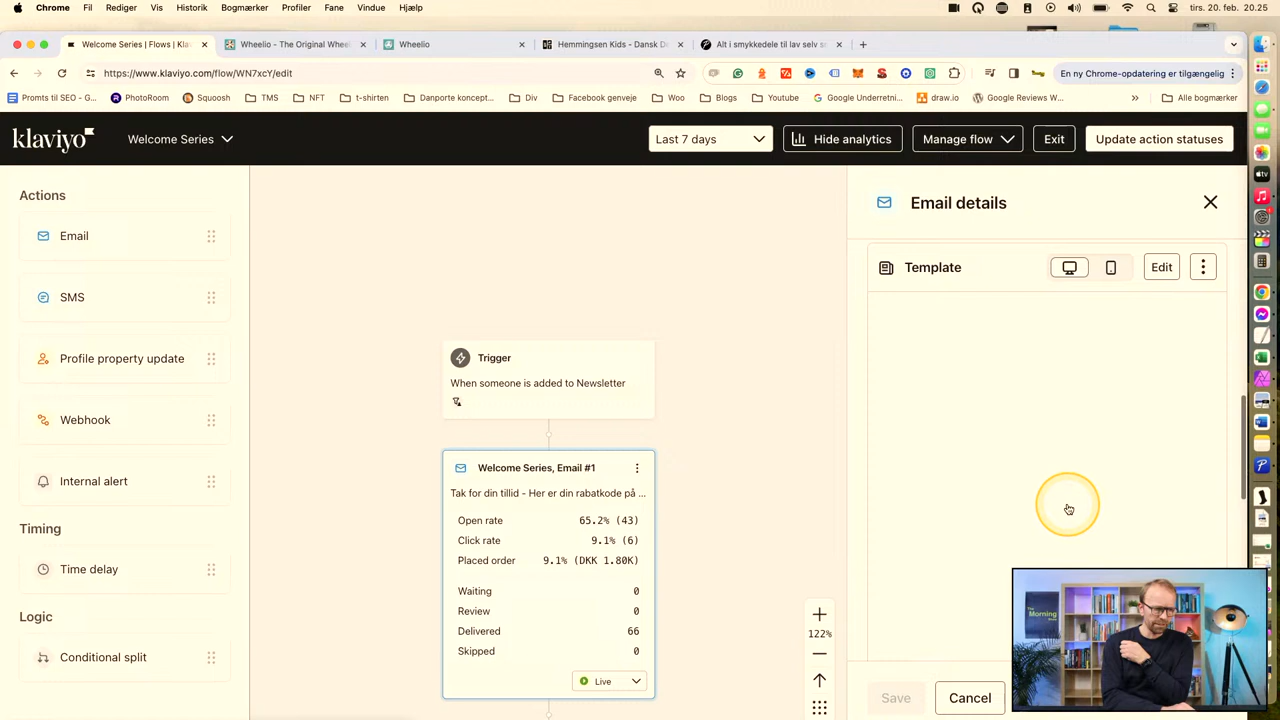 Chrome Fil Rediger Vis Historik Bogmærker Profiler Fane Vindue Hjælp tirs. 20. feb. 20.25
Welcome Series | Flows | Kla Wheelio - The Original Wheel Wheelio Hemmingsen Kids - Dansk D Alt i smykkedele til lav selv s
https://www.klaviyo.com/flow/WN7xcY/edit En ny Chrome-opdatering er tilgængelig
Promts til SEO - G... PhotoRoom Squoosh TMS NFT t-shirten Danporte koncept... Div Facebook genveje Woo Blogs Youtube Google Underretni... draw.io Google Reviews W... » Alle bogmærker
klaviyo Welcome Series Last 7 days Hide analytics Manage flow Exit Update action statuses
Actions
Email
SMS
Profile property update
Webhook
Internal alert
Timing
Time delay
Logic
Conditional split
Trigger
When someone is added to Newsletter
Welcome Series, Email #1
Tak for din tillid - Her er din rabatkode på ...
Open rate 65.2% (43)
Click rate 9.1% (6)
Placed order 9.1% (DKK 1.80K)
Waiting 0
Review 0
Delivered 66
Skipped 0
Live
122%
Email details
Template Edit
Save Cancel
The
Morning